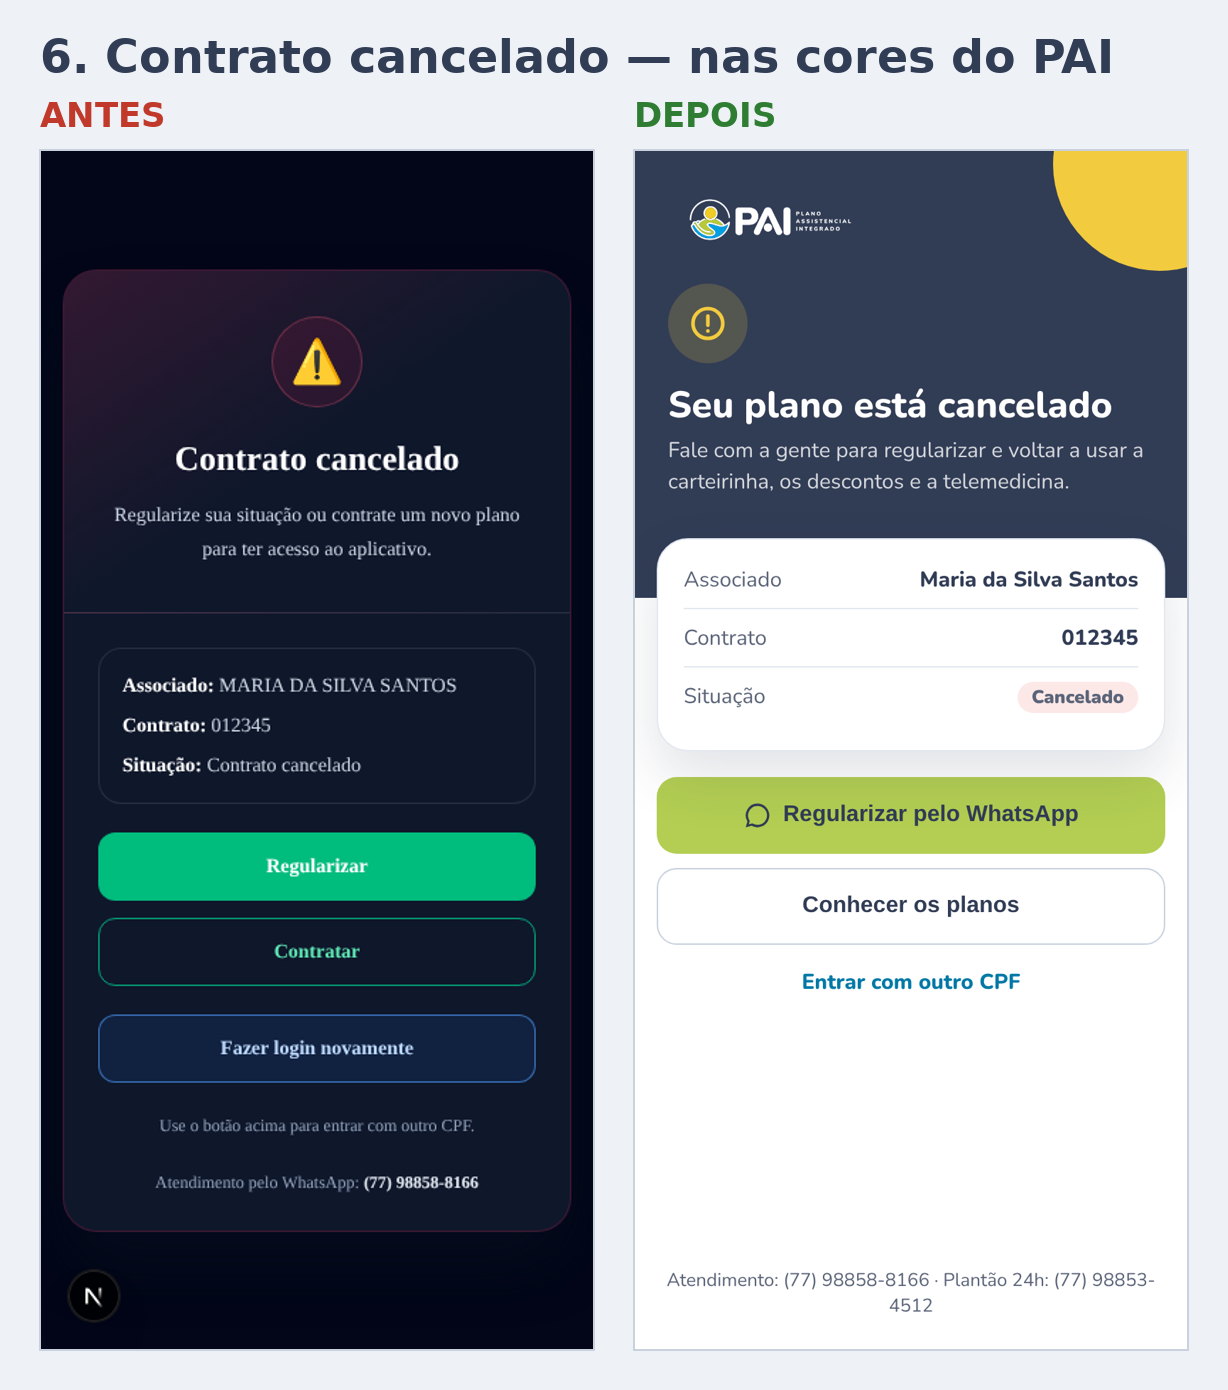 6. Contrato cancelado — nas cores do PAI
ANTES
Contrato cancelado
Regularize sua situação ou contrate um novo plano
para ter acesso ao aplicativo.
Associado: MARIA DA SILVA SANTOS
Contrato: 012345
Situação: Contrato cancelado
Regularizar
Contratar
Fazer login novamente
Use o botão acima para entrar com outro CPF.
Atendimento pelo WhatsApp: (77) 98858-8166
N
DEPOIS
PAI
PLANO
ASSISTENCIAL
INTEGRADO
Seu plano está cancelado
Fale com a gente para regularizar e voltar a usar a
carteirinha, os descontos e a telemedicina.
Associado Maria da Silva Santos
Contrato 012345
Situação Cancelado
Regularizar pelo WhatsApp
Conhecer os planos
Entrar com outro CPF
Atendimento: (77) 98858-8166 · Plantão 24h: (77) 98853-
4512